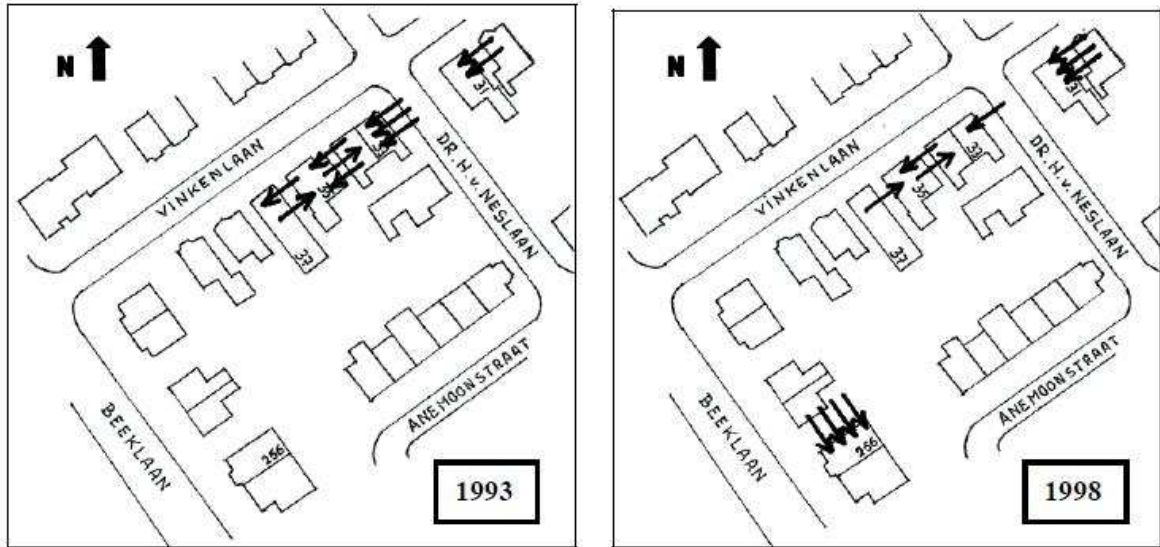 N
31
33
VINKENLAAN
35
37
DR. H. v. NESLAAN
256
BEEKLAAN
ANEMOONSTRAAT
1993
N
31
33
VINKENLAAN
35
37
DR. H. v. NESLAAN
256
BEEKLAAN
ANEMOONSTRAAT
1998